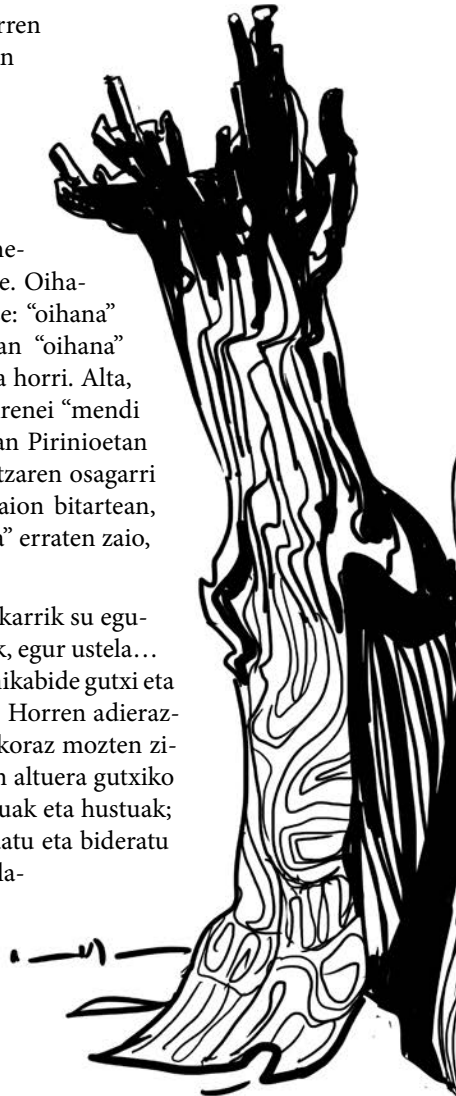 rren
n
ne-
e. Oiha-
e: “oihana”
an “oihana”
a horri. Alta,
renei “mendi
an Pirinioetan
tzaren osagarri
aion bitartean,
a” erraten zaio,
karrik su egu-
k, egur ustela…
nikabide gutxi eta
Horren adieraz-
koraz mozten zi-
n altuera gutxiko
uak eta hustuak;
atu eta bideratu
la-